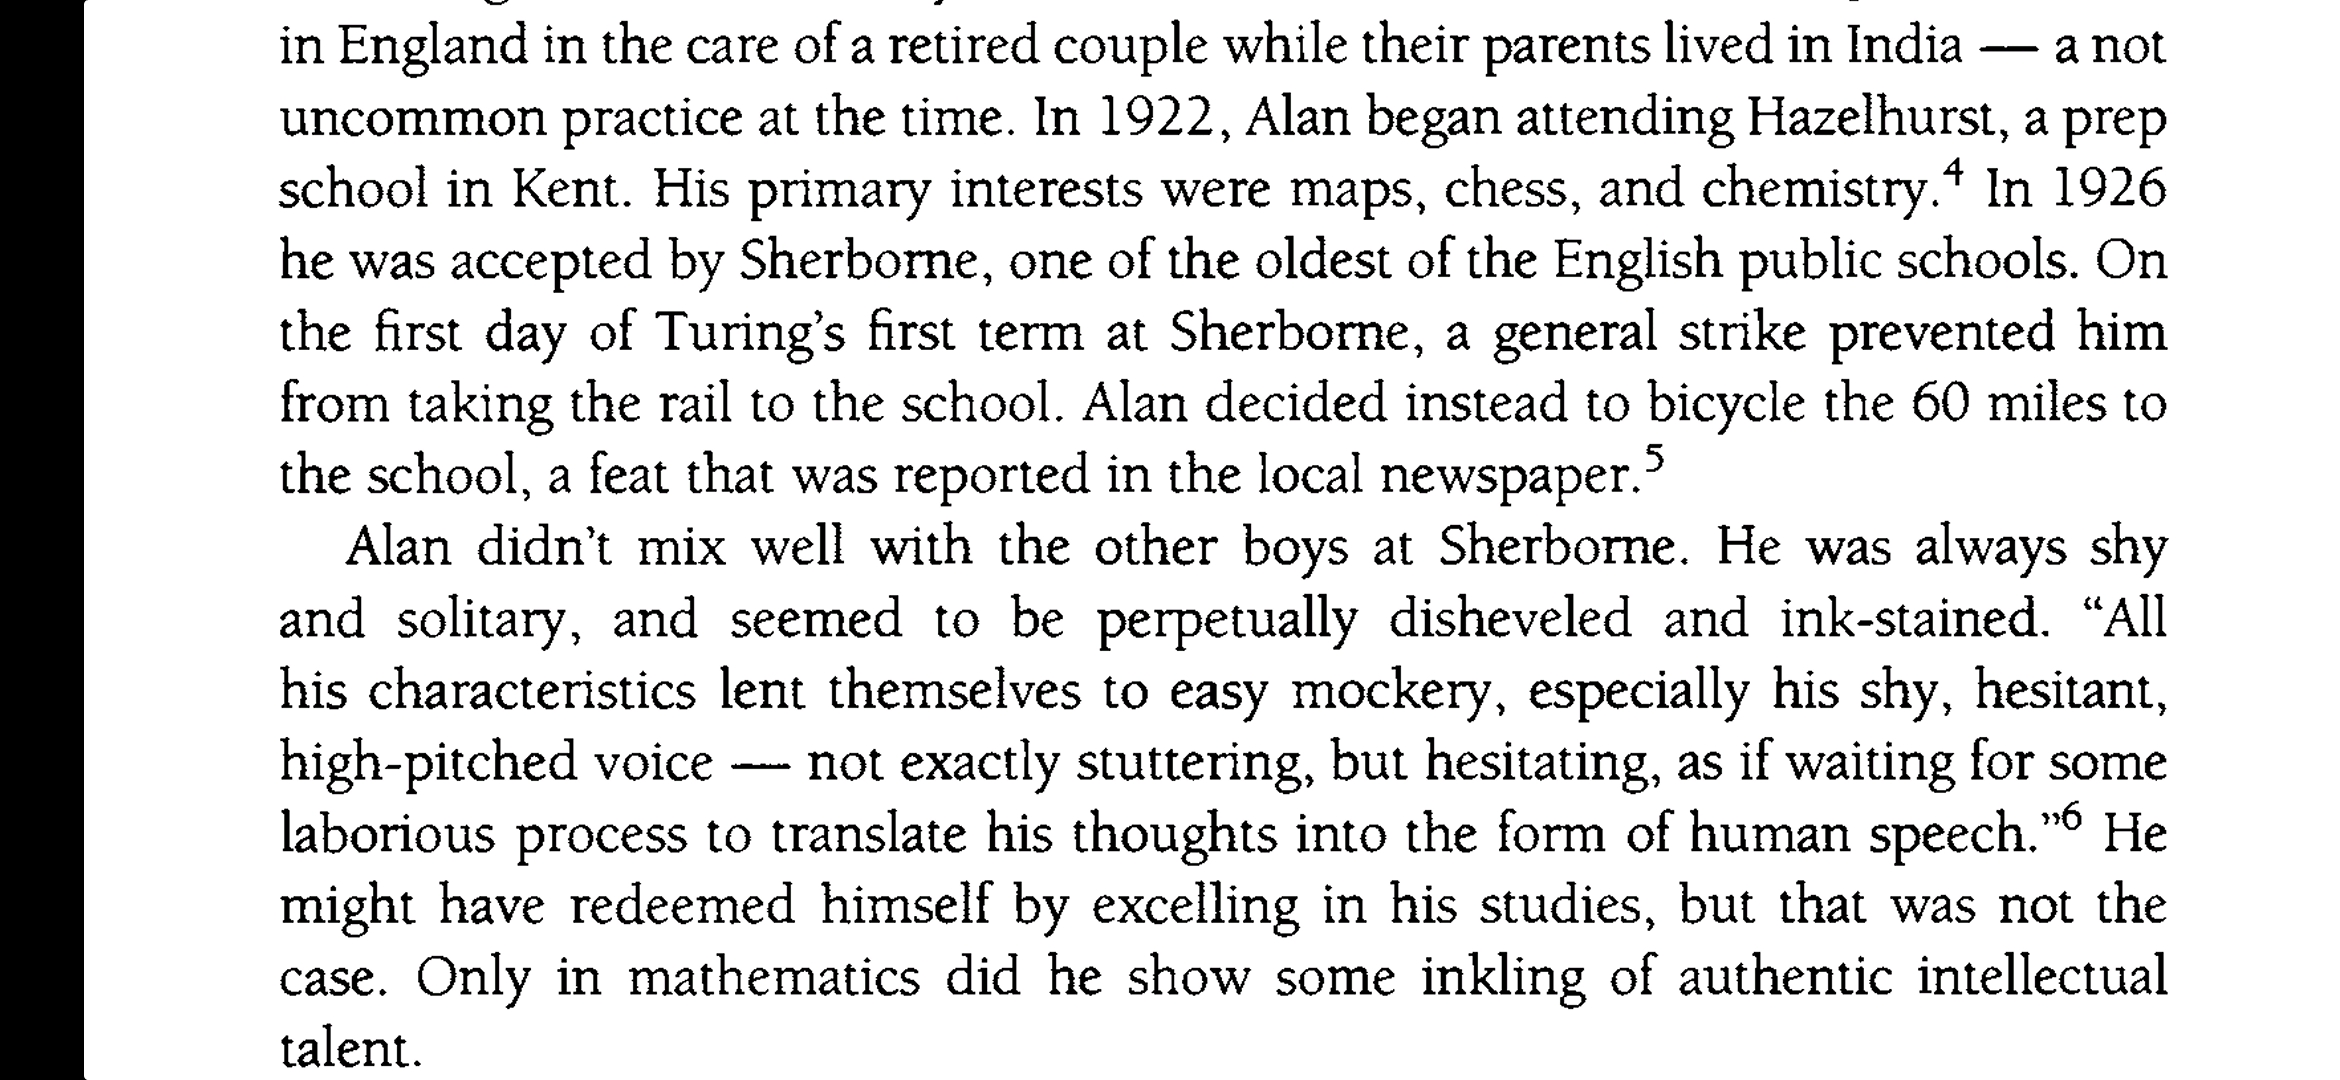 in England in the care of a retired couple while their parents lived in India — a not
uncommon practice at the time. In 1922, Alan began attending Hazelhurst, a prep
school in Kent. His primary interests were maps, chess, and chemistry.⁴ In 1926
he was accepted by Sherborne, one of the oldest of the English public schools. On
the first day of Turing’s first term at Sherborne, a general strike prevented him
from taking the rail to the school. Alan decided instead to bicycle the 60 miles to
the school, a feat that was reported in the local newspaper.⁵
Alan didn’t mix well with the other boys at Sherborne. He was always shy
and solitary, and seemed to be perpetually disheveled and ink-stained. “All
his characteristics lent themselves to easy mockery, especially his shy, hesitant,
high-pitched voice — not exactly stuttering, but hesitating, as if waiting for some
laborious process to translate his thoughts into the form of human speech.”⁶ He
might have redeemed himself by excelling in his studies, but that was not the
case. Only in mathematics did he show some inkling of authentic intellectual
talent.